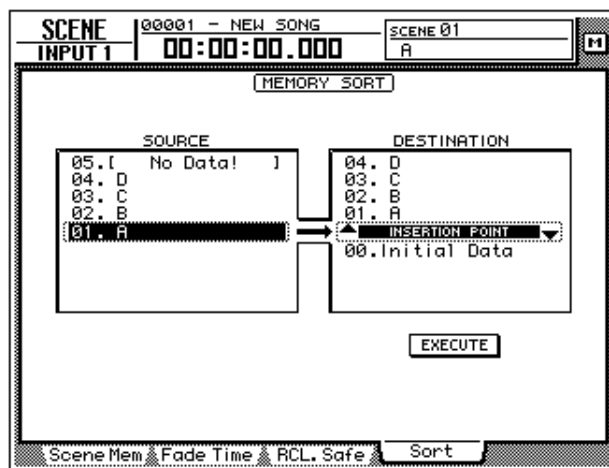 SCENE
INPUT 1
00001 - NEW SONG
00:00:00.000
SCENE 01
A
M
MEMORY SORT
SOURCE
05.[ No Data! ]
04. D
03. C
02. B
01. A
DESTINATION
04. D
03. C
02. B
01. A
INSERTION POINT
00.Initial Data
EXECUTE
Scene Mem
Fade Time
RCL. Safe
Sort